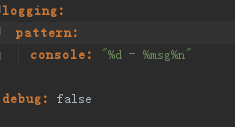 logging:
  pattern:
    console: "%d - %msg%n"
debug: false